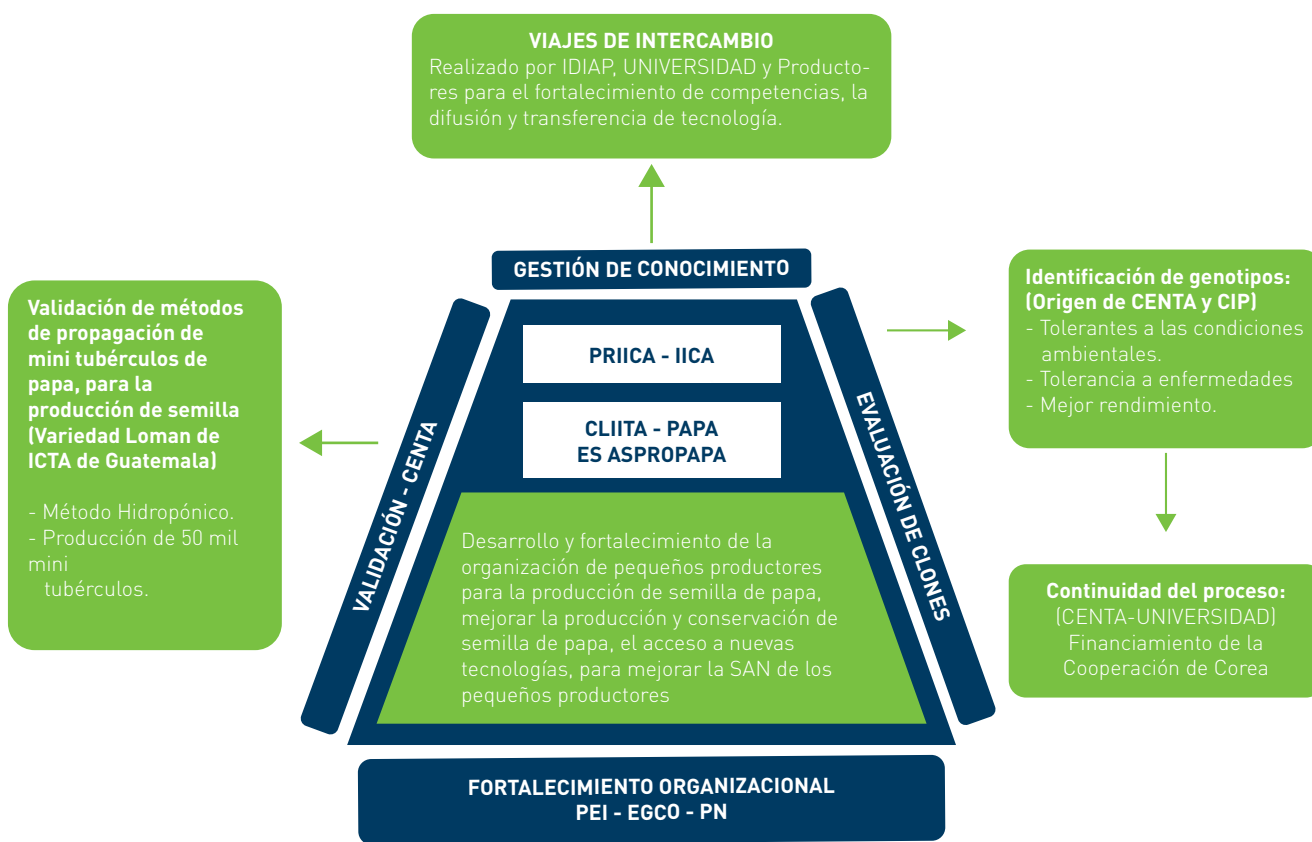 VIAJES DE INTERCAMBIO
Realizado por IDIAP, UNIVERSIDAD y Producto-
res para el fortalecimiento de competencias, la
difusión y transferencia de tecnología.
GESTIÓN DE CONOCIMIENTO
Validación de métodos
de propagación de
mini tubérculos de
papa, para la
producción de semilla
(Variedad Loman de
ICTA de Guatemala)
- Método Hidropónico.
- Producción de 50 mil
mini
tubérculos.
VALIDACIÓN - CENTA
PRIICA - IICA
CLIITA - PAPA
ES ASPROPAPA
Desarrollo y fortalecimiento de la
organización de pequeños productores
para la producción de semilla de papa,
mejorar la producción y conservación de
semilla de papa, el acceso a nuevas
tecnologías, para mejorar la SAN de los
pequeños productores
EVALUACIÓN DE CLONES
Identificación de genotipos:
(Origen de CENTA y CIP)
- Tolerantes a las condiciones
ambientales.
- Tolerancia a enfermedades
- Mejor rendimiento.
Continuidad del proceso:
(CENTA-UNIVERSIDAD)
Financiamiento de la
Cooperación de Corea
FORTALECIMIENTO ORGANIZACIONAL
PEI - EGCO - PN